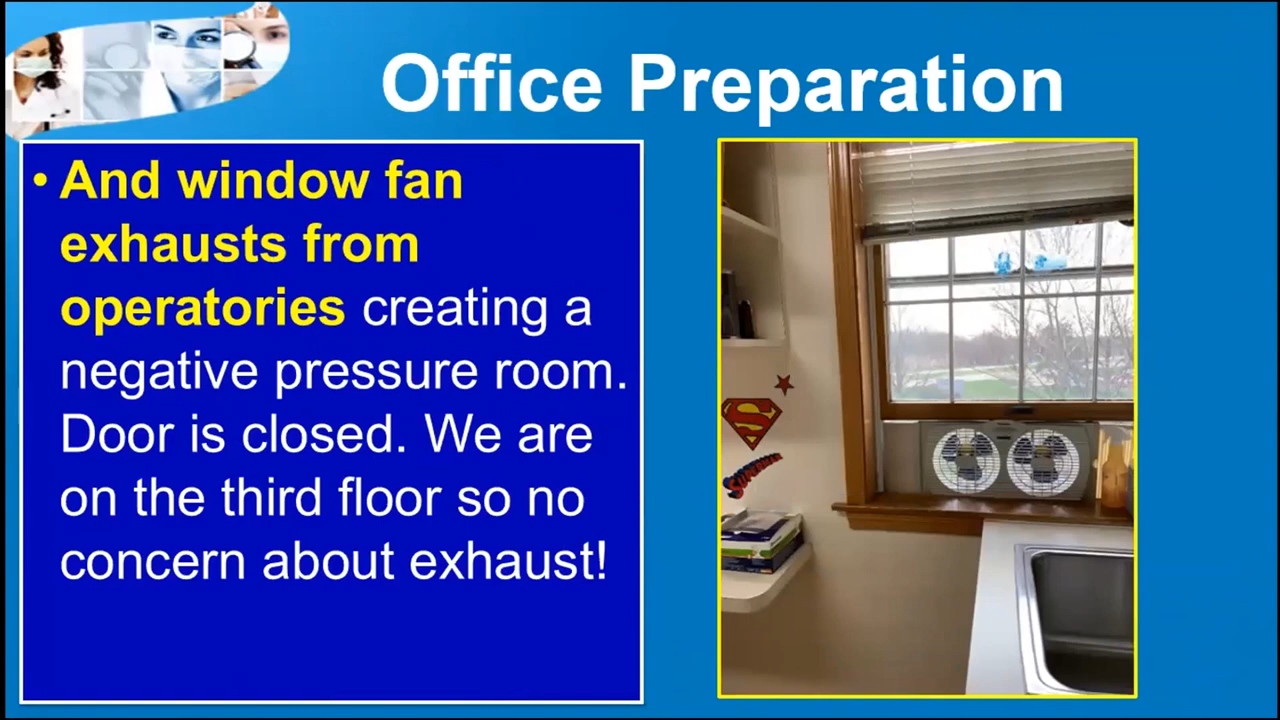 Office Preparation
• And window fan
exhausts from
operatories creating a
negative pressure room.
Door is closed. We are
on the third floor so no
concern about exhaust!
S
SUPERMAN